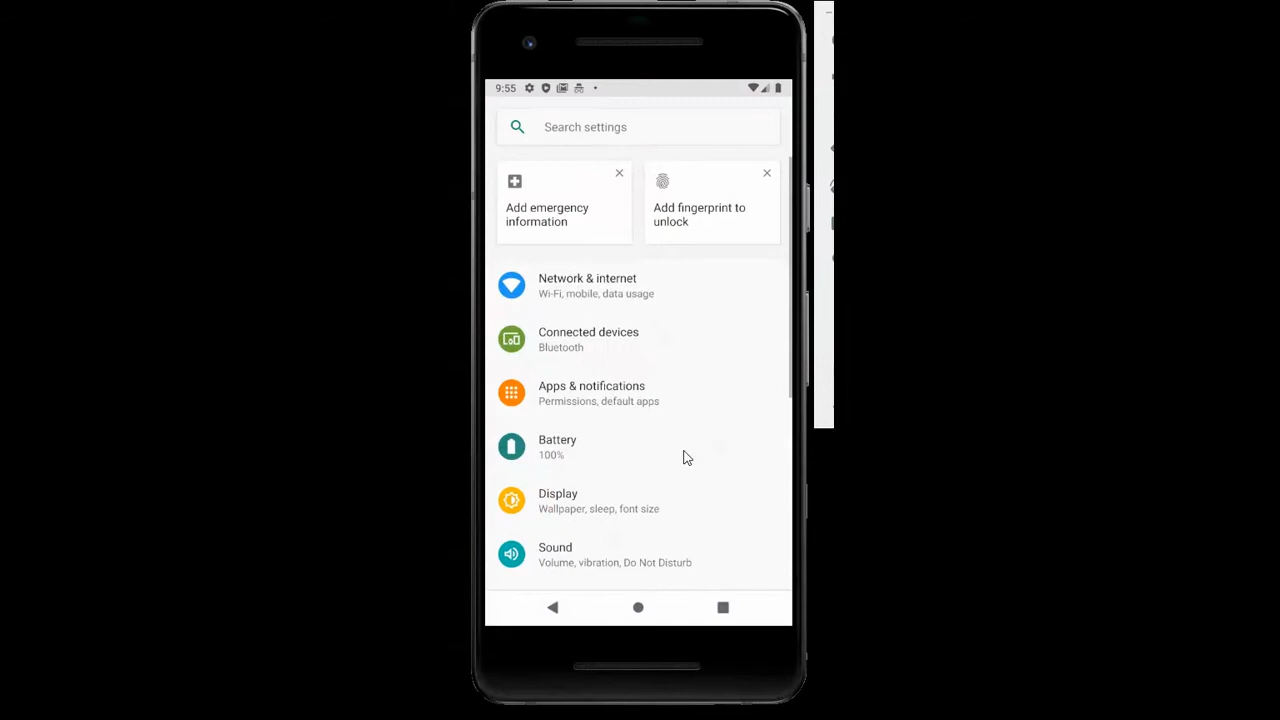 9:55
Search settings
Add emergency
information
Add fingerprint to
unlock
Network & internet
Wi-Fi, mobile, data usage
Connected devices
Bluetooth
Apps & notifications
Permissions, default apps
Battery
100%
Display
Wallpaper, sleep, font size
Sound
Volume, vibration, Do Not Disturb